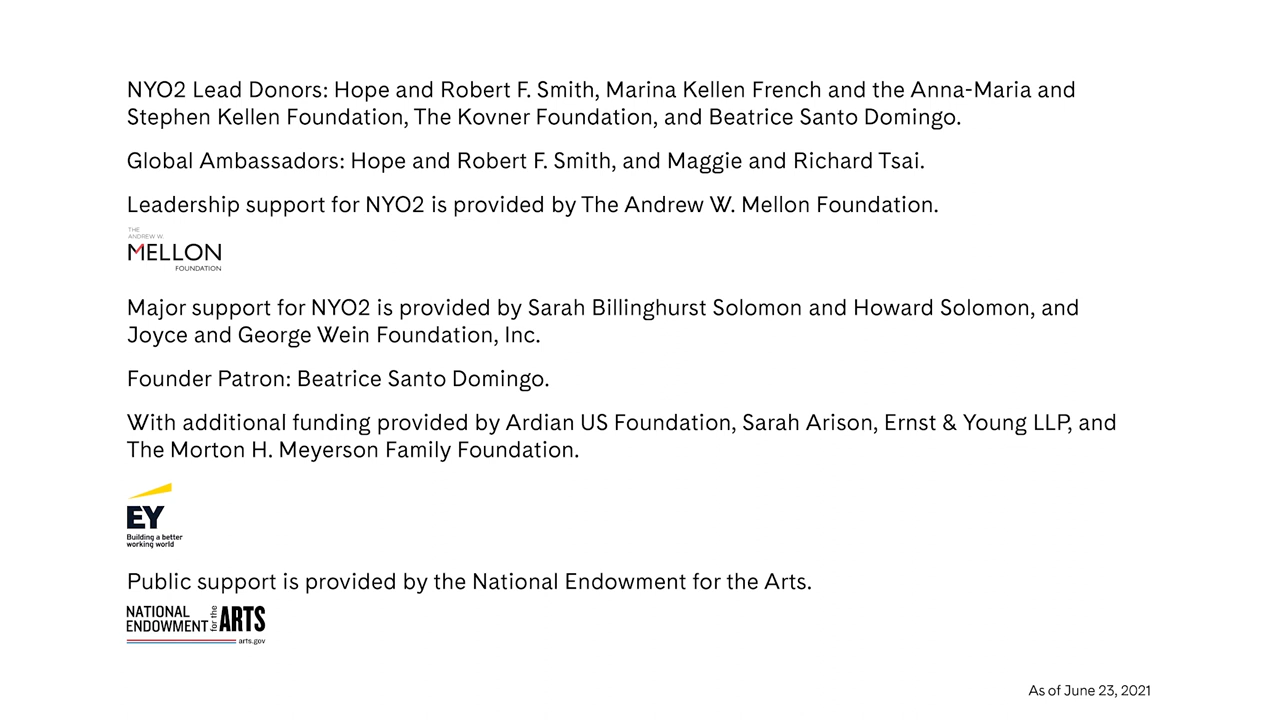 NYO2 Lead Donors: Hope and Robert F. Smith, Marina Kellen French and the Anna-Maria and
Stephen Kellen Foundation, The Kovner Foundation, and Beatrice Santo Domingo.
Global Ambassadors: Hope and Robert F. Smith, and Maggie and Richard Tsai.
Leadership support for NYO2 is provided by The Andrew W. Mellon Foundation.
THE
ANDREW W.
MELLON
FOUNDATION
Major support for NYO2 is provided by Sarah Billinghurst Solomon and Howard Solomon, and
Joyce and George Wein Foundation, Inc.
Founder Patron: Beatrice Santo Domingo.
With additional funding provided by Ardian US Foundation, Sarah Arison, Ernst & Young LLP, and
The Morton H. Meyerson Family Foundation.
EY
Building a better
working world
Public support is provided by the National Endowment for the Arts.
NATIONAL
ENDOWMENT for the ARTS
arts.gov
As of June 23, 2021